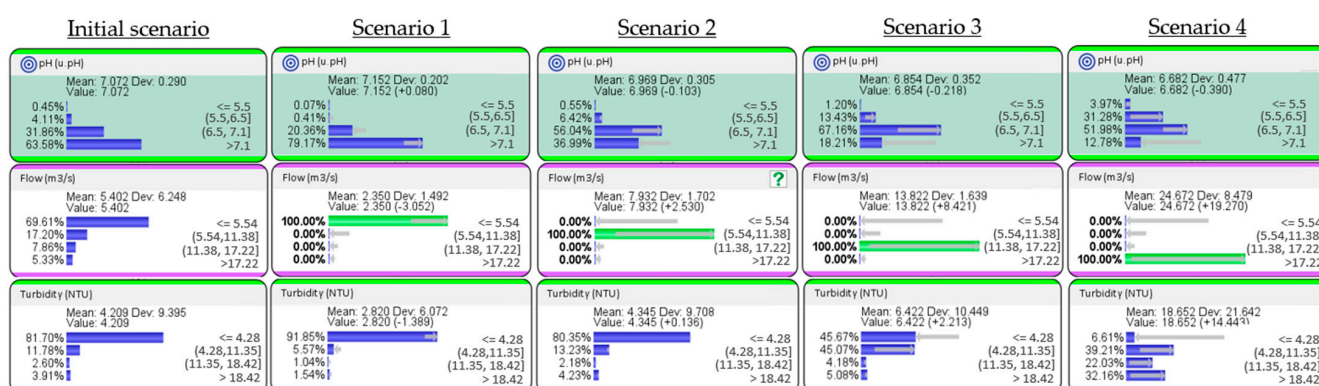 Initial scenario
pH (u.pH)
Mean: 7.072 Dev: 0.290
Value: 7.072
0.45% <= 5.5
4.11% (5.5,6.5]
31.86% (6.5, 7.1]
63.58% >7.1
Flow (m3/s)
Mean: 5.402 Dev: 6.248
Value: 5.402
69.61% <= 5.54
17.20% (5.54,11.38]
7.86% (11.38, 17.22]
5.33% >17.22
Turbidity (NTU)
Mean: 4.209 Dev: 9.395
Value: 4.209
81.70% <= 4.28
11.78% (4.28,11.35]
2.60% (11.35, 18.42]
3.91% > 18.42
Scenario 1
pH (u.pH)
Mean: 7.152 Dev: 0.202
Value: 7.152 (+0.080)
0.07% <= 5.5
0.41% (5.5,6.5]
20.36% (6.5, 7.1]
79.17% >7.1
Flow (m3/s)
Mean: 2.350 Dev: 1.492
Value: 2.350 (-3.052)
100.00% <= 5.54
0.00% (5.54,11.38]
0.00% (11.38, 17.22]
0.00% >17.22
Turbidity (NTU)
Mean: 2.820 Dev: 6.072
Value: 2.820 (-1.389)
91.85% <= 4.28
5.57% (4.28,11.35]
1.04% (11.35, 18.42]
1.54% > 18.42
Scenario 2
pH (u.pH)
Mean: 6.969 Dev: 0.305
Value: 6.969 (-0.103)
0.55% <= 5.5
6.42% (5.5,6.5]
56.04% (6.5, 7.1]
36.99% >7.1
Flow (m3/s) ?
Mean: 7.932 Dev: 1.702
Value: 7.932 (+2.530)
0.00% <= 5.54
100.00% (5.54,11.38]
0.00% (11.38, 17.22]
0.00% >17.22
Turbidity (NTU)
Mean: 4.345 Dev: 9.708
Value: 4.345 (+0.136)
80.35% <= 4.28
13.23% (4.28,11.35]
2.18% (11.35, 18.42]
4.23% > 18.42
Scenario 3
pH (u.pH)
Mean: 6.854 Dev: 0.352
Value: 6.854 (-0.218)
1.20% <= 5.5
13.43% (5.5,6.5]
67.16% (6.5, 7.1]
18.21% >7.1
Flow (m3/s)
Mean: 13.822 Dev: 1.639
Value: 13.822 (+8.421)
0.00% <= 5.54
0.00% (5.54,11.38]
100.00% (11.38, 17.22]
0.00% >17.22
Turbidity (NTU)
Mean: 6.422 Dev: 10.449
Value: 6.422 (+2.213)
45.67% <= 4.28
45.07% (4.28,11.35]
4.18% (11.35, 18.42]
5.08% > 18.42
Scenario 4
pH (u.pH)
Mean: 6.682 Dev: 0.477
Value: 6.682 (-0.390)
3.97% <= 5.5
31.28% (5.5,6.5]
51.98% (6.5, 7.1]
12.78% >7.1
Flow (m3/s)
Mean: 24.672 Dev: 8.479
Value: 24.672 (+19.270)
0.00% <= 5.54
0.00% (5.54,11.38]
0.00% (11.38, 17.22]
100.00% >17.22
Turbidity (NTU)
Mean: 18.652 Dev: 21.642
Value: 18.652 (+14.443)
6.61% <= 4.28
39.21% (4.28,11.35]
22.03% (11.35, 18.42]
32.16% > 18.42